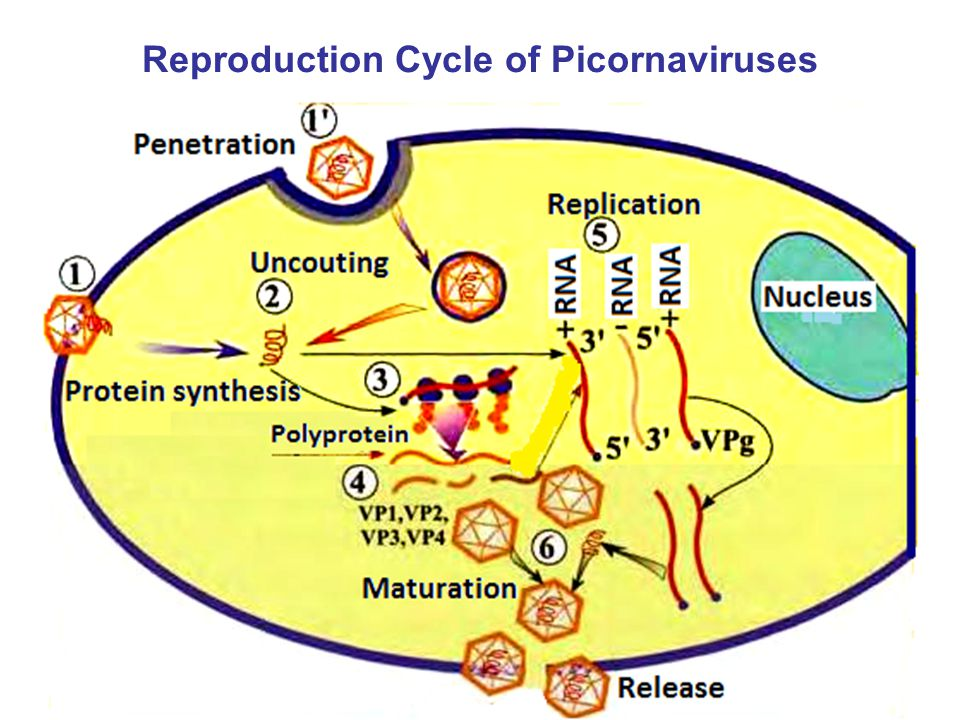 Reproduction Cycle of Picornaviruses
1'
Penetration
Replication
5
+RNA
-RNA
+RNA
Uncouting
1
2
Nucleus
3'
5'
3
Protein synthesis
Polyprotein
5'
3'
VPg
4
VP1,VP2,
VP3,VP4
6
Maturation
Release